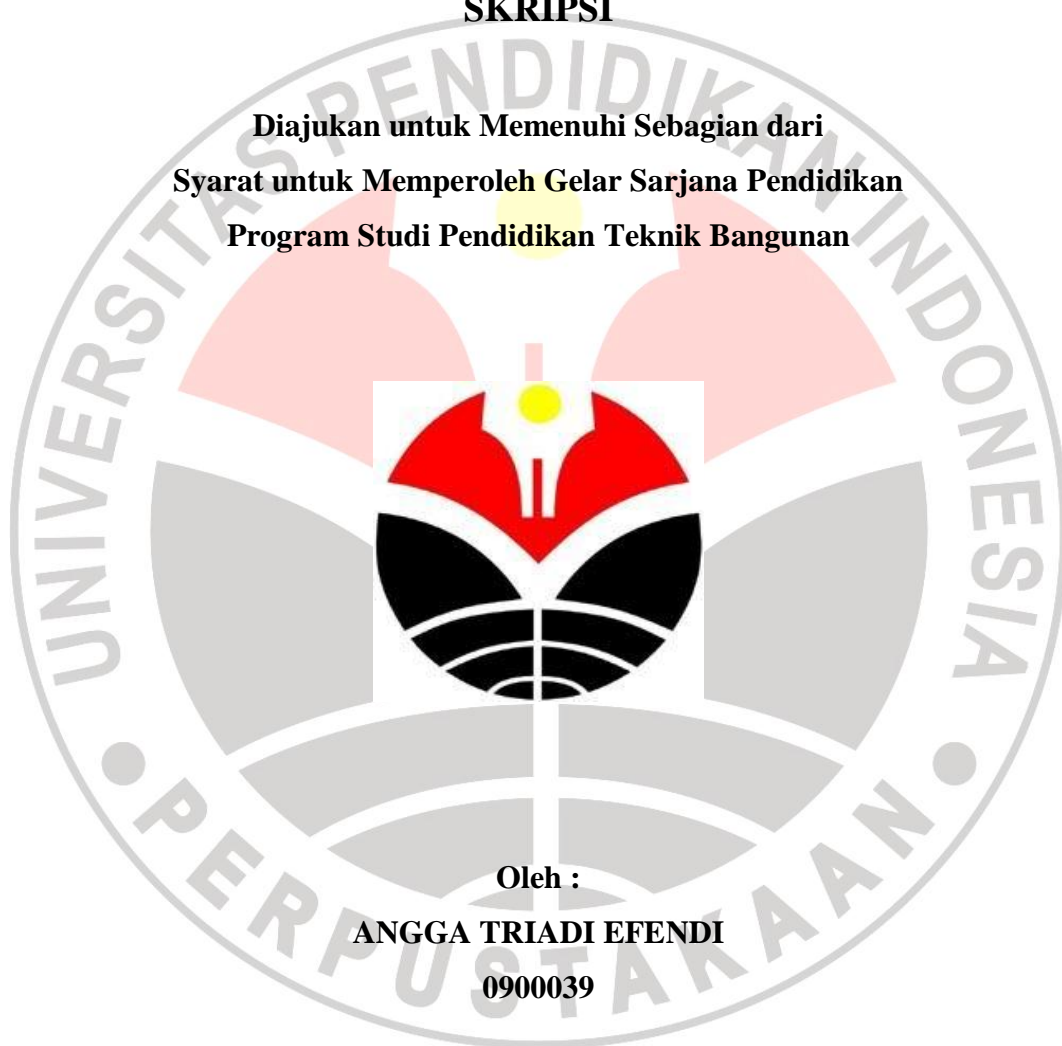 SKRIPSI
Diajukan untuk Memenuhi Sebagian dari
Syarat untuk Memperoleh Gelar Sarjana Pendidikan
Program Studi Pendidikan Teknik Bangunan
Oleh :
ANGGA TRIADI EFENDI
0900039
UNIVERSITAS PENDIDIKAN INDONESIA
• PERPUSTAKAAN •